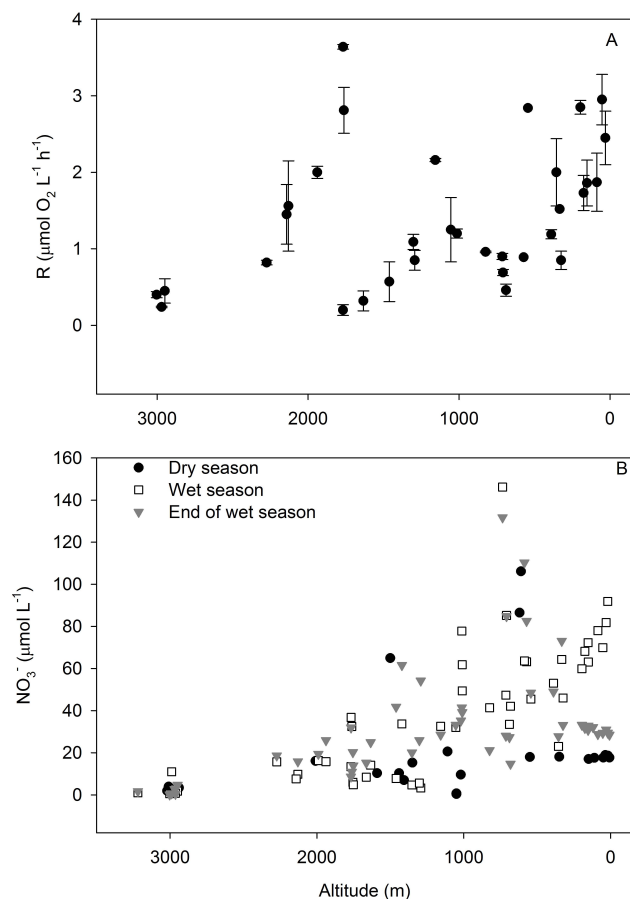 A
4
3
2
1
0
R (μmol O₂ L⁻¹ h⁻¹)
3000 2000 1000 0
B
160
140
120
100
80
60
40
20
0
NO₃⁻ (μmol L⁻¹)
Dry season
Wet season
End of wet season
3000 2000 1000 0
Altitude (m)